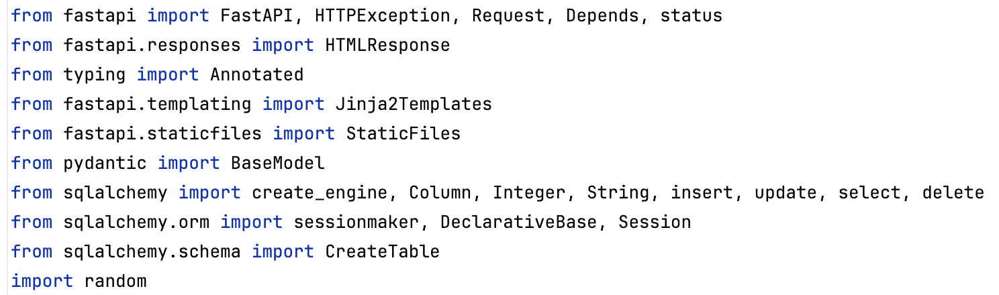 from fastapi import FastAPI, HTTPException, Request, Depends, status
from fastapi.responses import HTMLResponse
from typing import Annotated
from fastapi.templating import Jinja2Templates
from fastapi.staticfiles import StaticFiles
from pydantic import BaseModel
from sqlalchemy import create_engine, Column, Integer, String, insert, update, select, delete
from sqlalchemy.orm import sessionmaker, DeclarativeBase, Session
from sqlalchemy.schema import CreateTable
import random